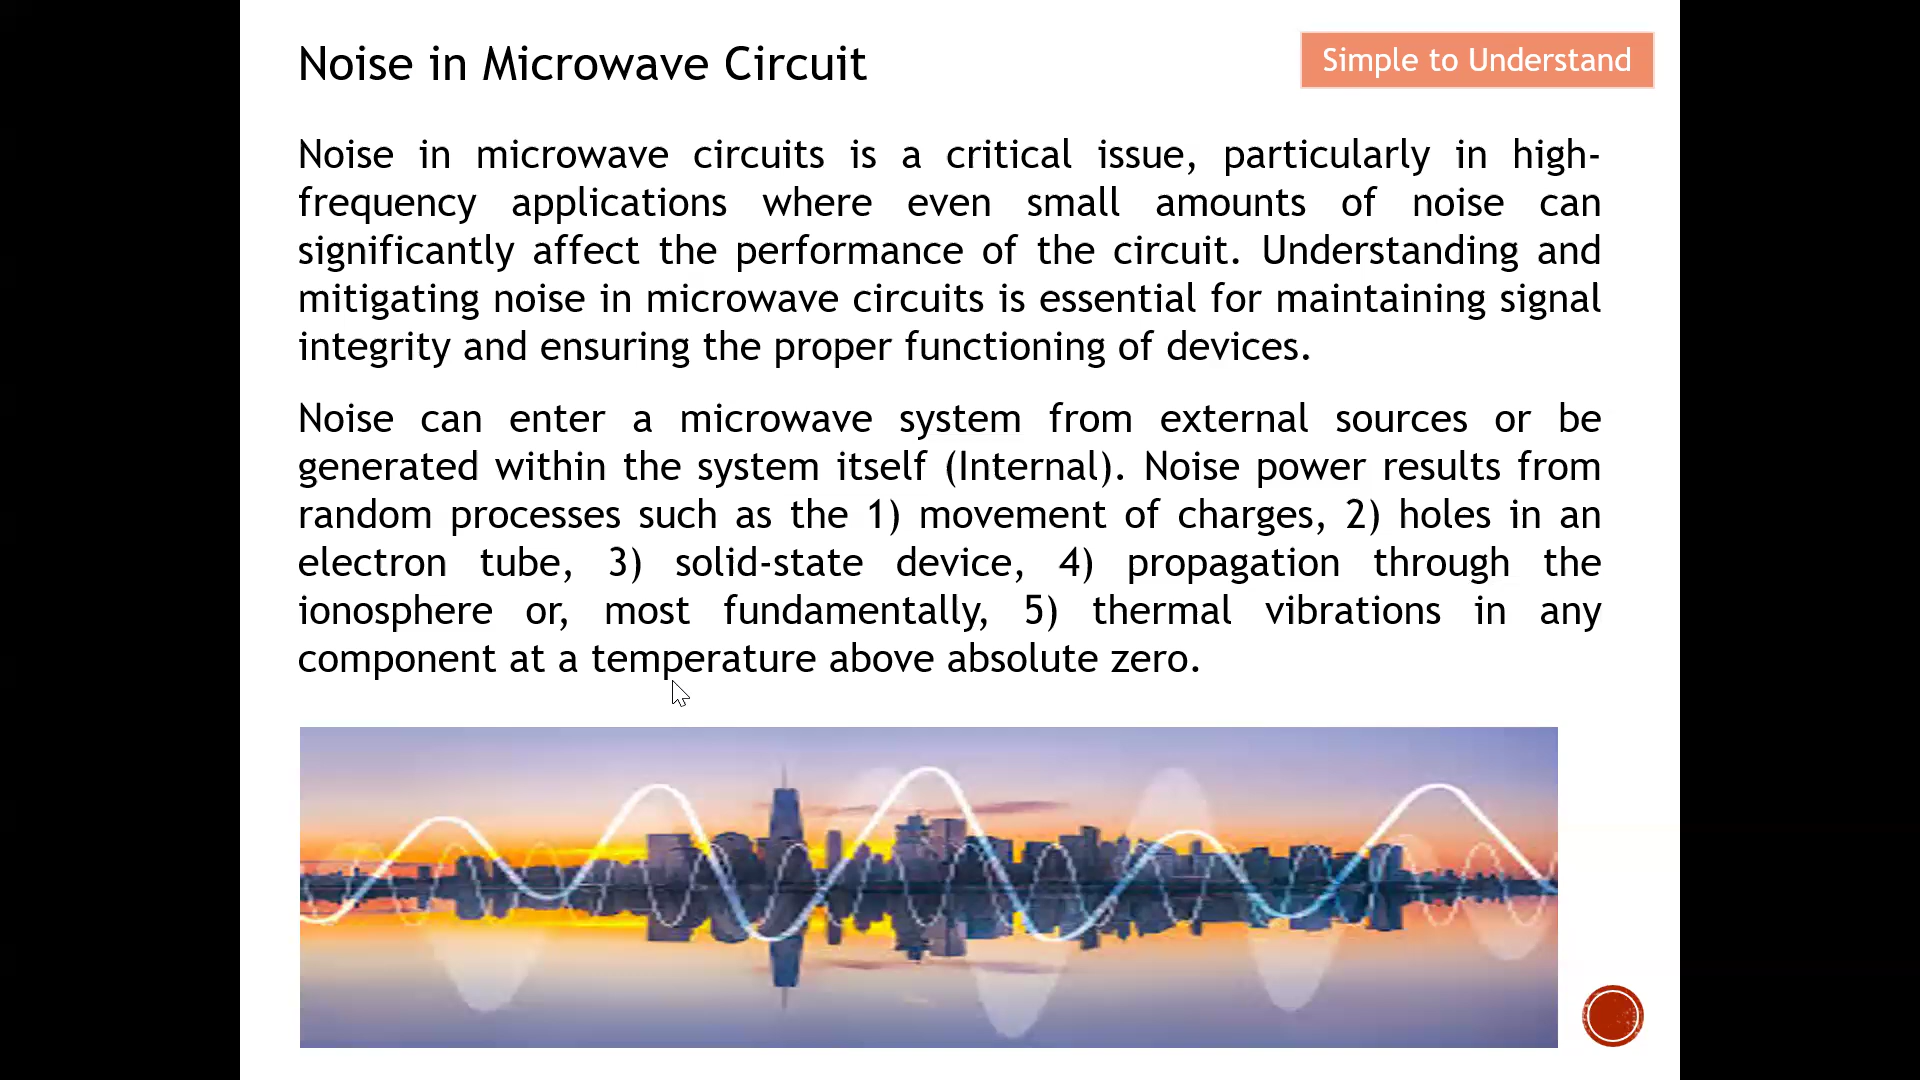 Noise in Microwave Circuit
Simple to Understand
Noise in microwave circuits is a critical issue, particularly in high-
frequency applications where even small amounts of noise can
significantly affect the performance of the circuit. Understanding and
mitigating noise in microwave circuits is essential for maintaining signal
integrity and ensuring the proper functioning of devices.
Noise can enter a microwave system from external sources or be
generated within the system itself (Internal). Noise power results from
random processes such as the 1) movement of charges, 2) holes in an
electron tube, 3) solid-state device, 4) propagation through the
ionosphere or, most fundamentally, 5) thermal vibrations in any
component at a temperature above absolute zero.